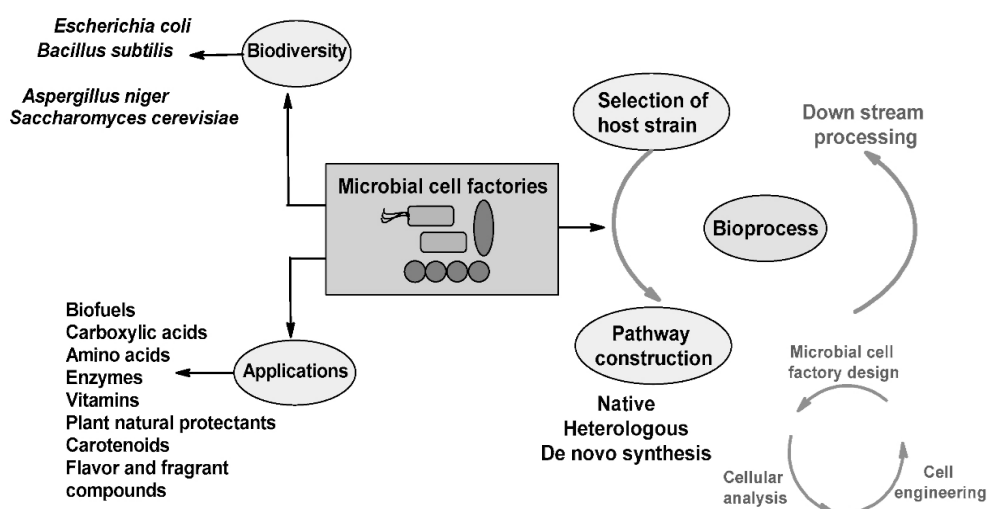 Escherichia coli
Bacillus subtilis
Aspergillus niger
Saccharomyces cerevisiae
Biodiversity
Microbial cell factories
Biofuels
Carboxylic acids
Amino acids
Enzymes
Vitamins
Plant natural protectants
Carotenoids
Flavor and fragrant
compounds
Applications
Selection of
host strain
Bioprocess
Pathway
construction
Native
Heterologous
De novo synthesis
Down stream
processing
Microbial cell
factory design
Cellular
analysis
Cell
engineering